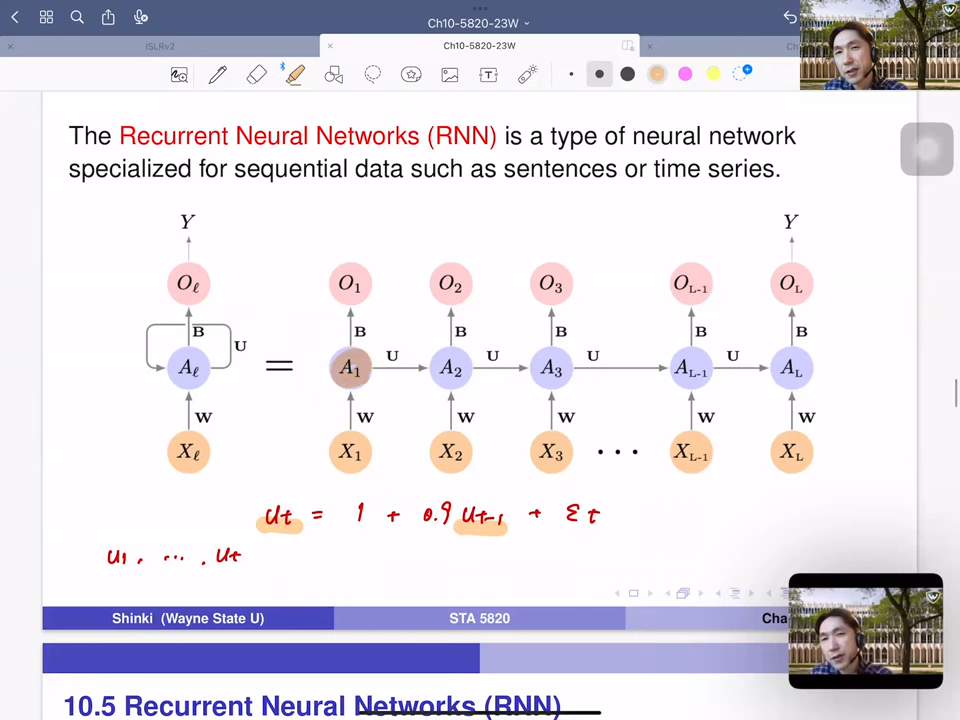 Ch10-5820-23W
ISLRv2
Ch10-5820-23W
The Recurrent Neural Networks (RNN) is a type of neural network
specialized for sequential data such as sentences or time series.
Y Y
Oℓ O1 O2 O3 OL-1 OL
B B B B B B
U U U U U
Aℓ = A1 A2 A3 AL-1 AL
W W W W W W
Xℓ X1 X2 X3 ... XL-1 XL
Ut = 1 + 0.9 Ut-1 + Σt
U1, ... , Ut
Shinki (Wayne State U) STA 5820 Cha
10.5 Recurrent Neural Networks (RNN)